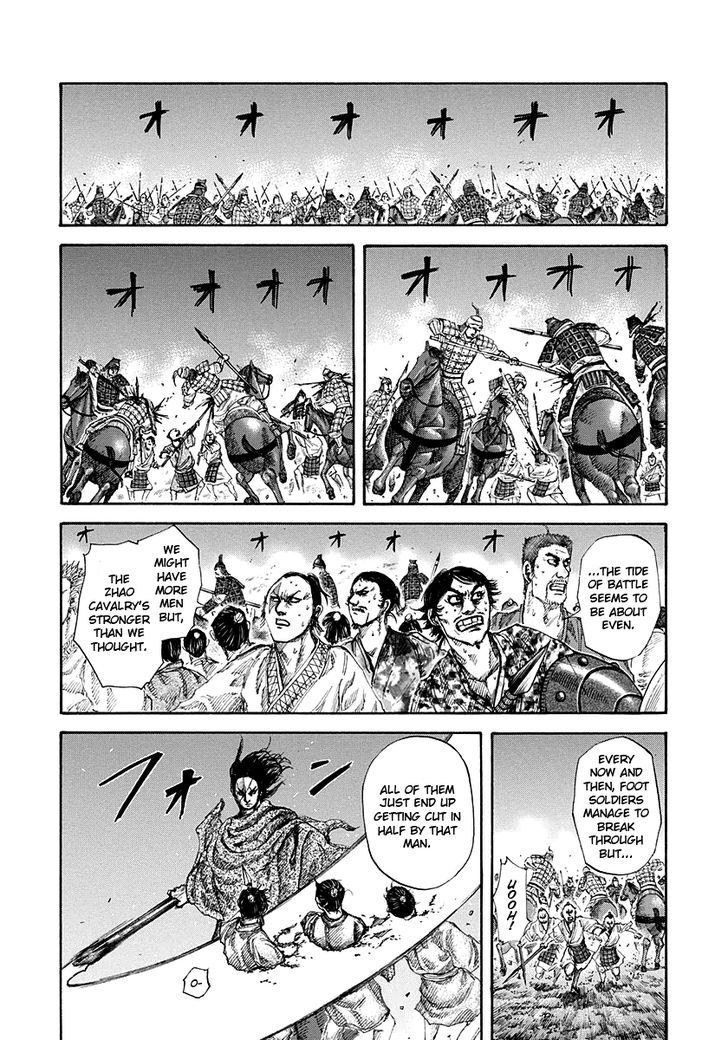 オ オ オ オ オ オ
オ オ オ
オ オ オ オ
...THE TIDE
OF BATTLE
SEEMS TO
BE ABOUT
EVEN.
オ オ オ オ
WE
MIGHT
HAVE
MORE
MEN
BUT,
THE
ZHAO
CAVALRY'S
STRONGER
THAN WE
THOUGHT.
EVERY
NOW AND
THEN, FOOT
SOLDIERS
MANAGE TO
BREAK
THROUGH
BUT...
UOOH!
ALL OF THEM
JUST END UP
GETTING CUT IN
HALF BY THAT
MAN.
フォン
O-